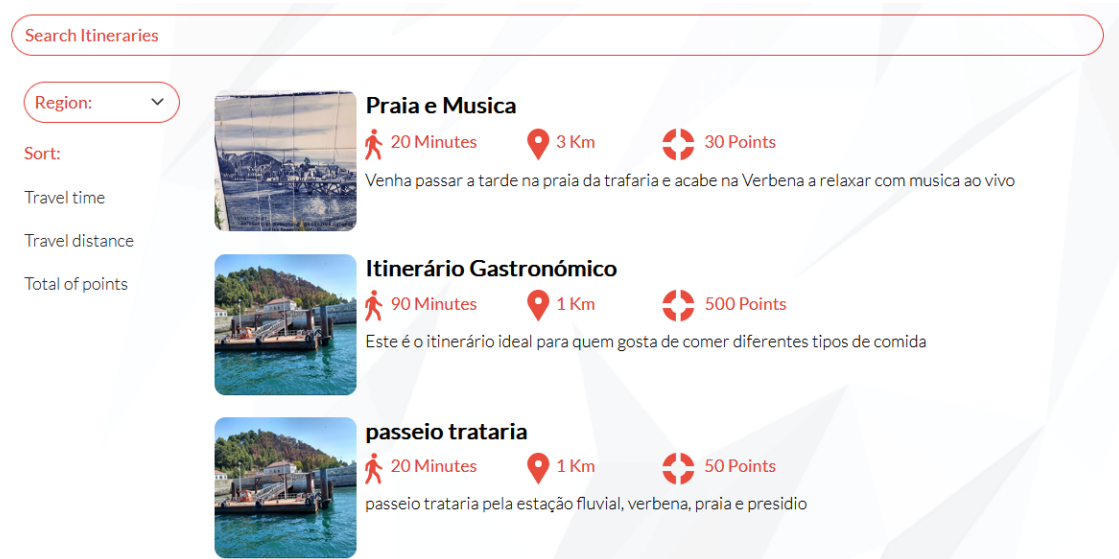 Search Itineraries
Region:
Sort:
Travel time
Travel distance
Total of points
Praia e Musica
20 Minutes 3 Km 30 Points
Venha passar a tarde na praia da trafaria e acabe na Verbena a relaxar com musica ao vivo
Itinerário Gastronómico
90 Minutes 1 Km 500 Points
Este é o itinerário ideal para quem gosta de comer diferentes tipos de comida
passeio trataria
20 Minutes 1 Km 50 Points
passeio trataria pela estação fluvial, verbena, praia e presidio